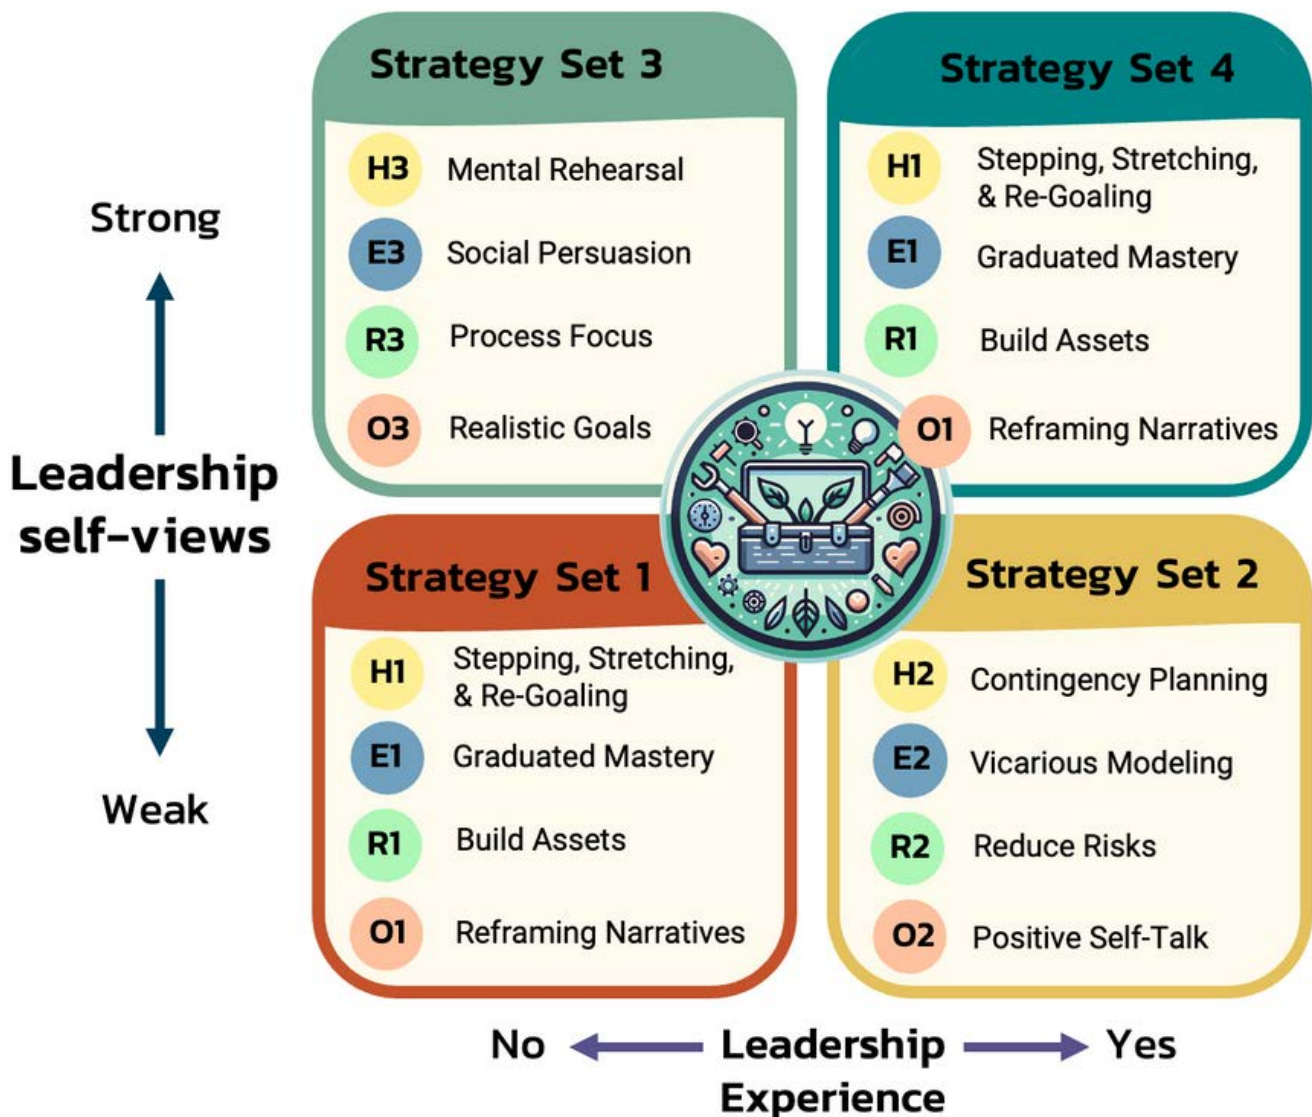 Strategy Set 3
H3 Mental Rehearsal
E3 Social Persuasion
R3 Process Focus
O3 Realistic Goals
Strategy Set 4
H1 Stepping, Stretching,
& Re-Goaling
E1 Graduated Mastery
R1 Build Assets
O1 Reframing Narratives
Strong
Leadership
self-views
Weak
Strategy Set 1
H1 Stepping, Stretching,
& Re-Goaling
E1 Graduated Mastery
R1 Build Assets
O1 Reframing Narratives
Strategy Set 2
H2 Contingency Planning
E2 Vicarious Modeling
R2 Reduce Risks
O2 Positive Self-Talk
No Leadership Yes
Experience